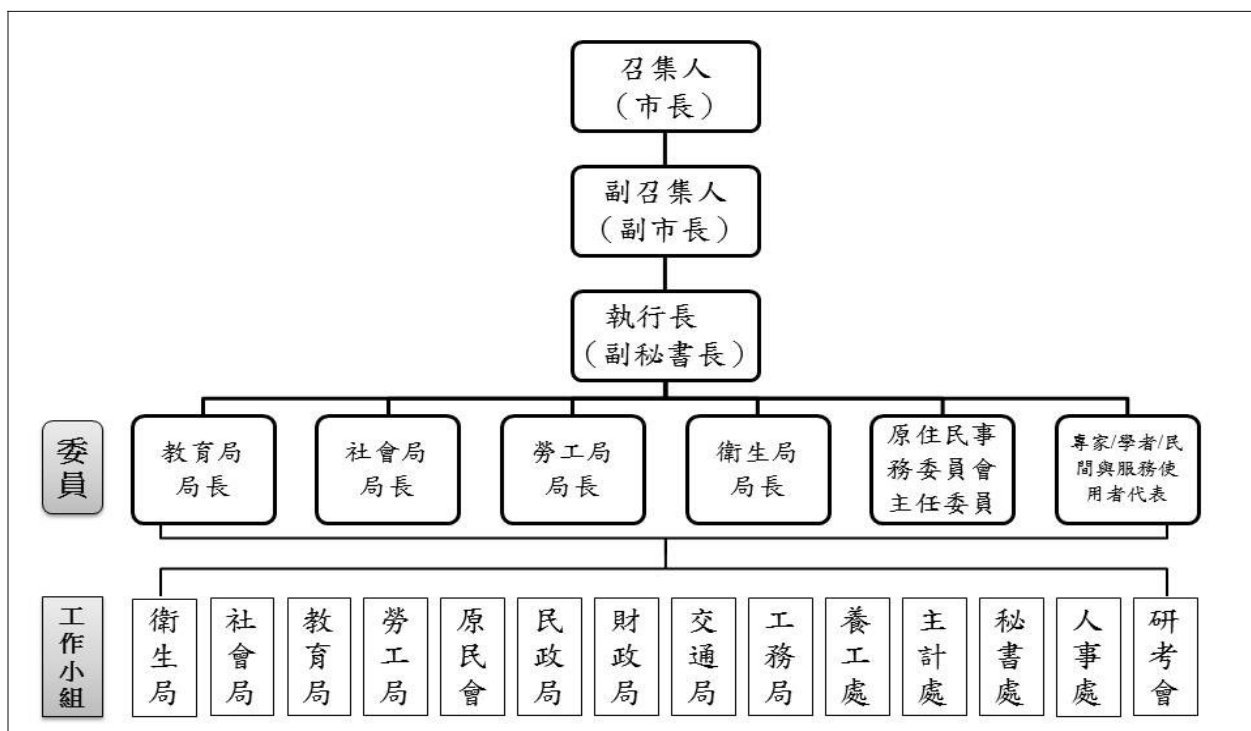 召集人
（市長）
副召集人
（副市長）
執行長
（副秘書長）
委員
教育局
局長
社會局
局長
勞工局
局長
衛生局
局長
原住民事
務委員會
主任委員
專家/學者/民
間與服務使
用者代表
工作小組
衛生局
社會局
教育局
勞工局
原民會
民政局
財政局
交通局
工務局
養工處
主計處
秘書處
人事處
研考會